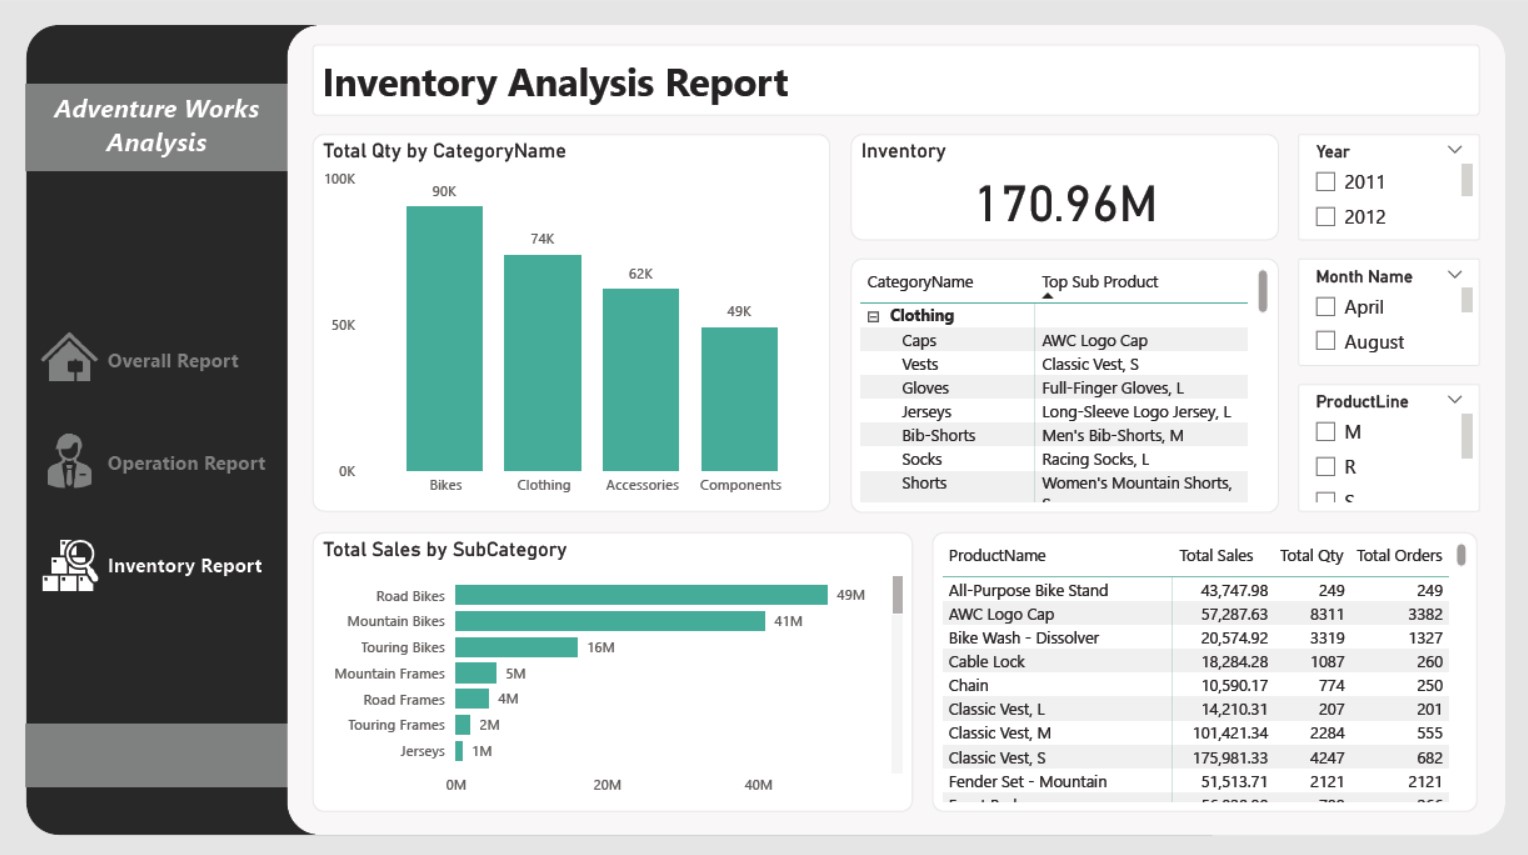 Adventure Works
Analysis
Overall Report
Operation Report
Inventory Report
Inventory Analysis Report
Total Qty by CategoryName
100K
50K
0K
90K
74K
62K
49K
Bikes Clothing Accessories Components
Inventory
170.96M
Year
2011
2012
Month Name
April
August
ProductLine
M
R
S
CategoryName Top Sub Product
Clothing
Caps AWC Logo Cap
Vests Classic Vest, S
Gloves Full-Finger Gloves, L
Jerseys Long-Sleeve Logo Jersey, L
Bib-Shorts Men's Bib-Shorts, M
Socks Racing Socks, L
Shorts Women's Mountain Shorts,
Total Sales by SubCategory
Road Bikes 49M
Mountain Bikes 41M
Touring Bikes 16M
Mountain Frames 5M
Road Frames 4M
Touring Frames 2M
Jerseys 1M
0M 20M 40M
ProductName Total Sales Total Qty Total Orders
All-Purpose Bike Stand 43,747.98 249 249
AWC Logo Cap 57,287.63 8311 3382
Bike Wash - Dissolver 20,574.92 3319 1327
Cable Lock 18,284.28 1087 260
Chain 10,590.17 774 250
Classic Vest, L 14,210.31 207 201
Classic Vest, M 101,421.34 2284 555
Classic Vest, S 175,981.33 4247 682
Fender Set - Mountain 51,513.71 2121 2121